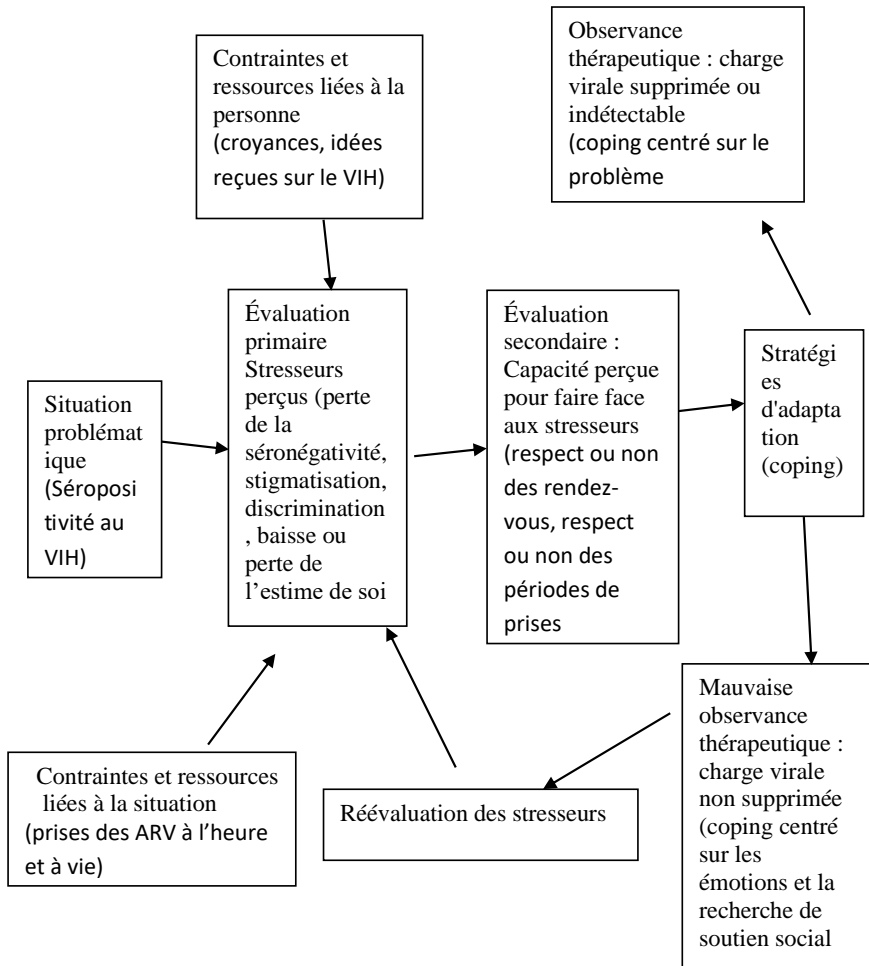 Contraintes et
ressources liées à la
personne
(croyances, idées
reçues sur le VIH)
Observance
thérapeutique : charge
virale supprimée ou
indétectable
(coping centré sur le
problème
Situation
problémat
ique
(Séroposi
tivité au
VIH)
Évaluation
primaire
Stresseurs
perçus (perte
de la
séronégativité,
stigmatisation,
discrimination
, baisse ou
perte de
l’estime de soi
Évaluation
secondaire :
Capacité perçue
pour faire face
aux stresseurs
(respect ou non
des rendez-
vous, respect
ou non des
périodes de
prises
Stratégi
es
d'adapta
tion
(coping)
Contraintes et ressources
liées à la situation
(prises des ARV à l’heure
et à vie)
Réévaluation des stresseurs
Mauvaise
observance
thérapeutique :
charge virale
non supprimée
(coping centré
sur les
émotions et la
recherche de
soutien social